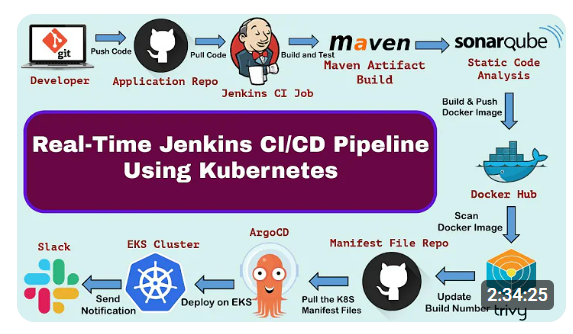 git
Developer
Push Code
Application Repo
Pull Code
Jenkins CI Job
Build and Test
maven
Maven Artifact
Build
sonarqube
Static Code
Analysis
Build & Push
Docker Image
Real-Time Jenkins CI/CD Pipeline
Using Kubernetes
Docker Hub
Scan
Docker Image
Slack
EKS Cluster
ArgoCD
Manifest File Repo
Send
Notification
Deploy on EKS
Pull the K8S
Manifest Files
Update
Build Number
2:34:25
trivy